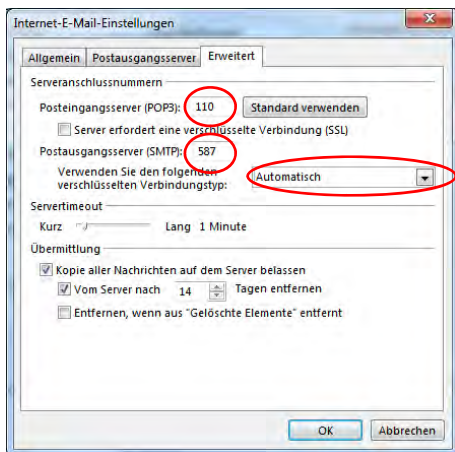 Internet-E-Mail-Einstellungen
Allgemein Postausgangsserver Erweitert
Serveranschlussnummern
Posteingangsserver (POP3): 110 Standard verwenden
Server erfordert eine verschlüsselte Verbindung (SSL)
Postausgangsserver (SMTP): 587
Verwenden Sie den folgenden
verschlüsselten Verbindungstyp: Automatisch
Servertimeout
Kurz Lang 1 Minute
Übermittlung
Kopie aller Nachrichten auf dem Server belassen
Vom Server nach 14 Tagen entfernen
Entfernen, wenn aus "Gelöschte Elemente" entfernt
OK Abbrechen